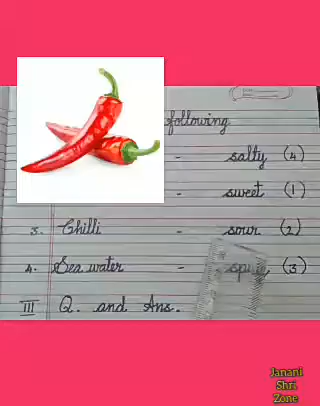 following
- salty (4)
- sweet (1)
3. Chilli - sour (2)
4. Sea water - spicy (3)
III Q. and Ans.
Janani
Shri
Zone